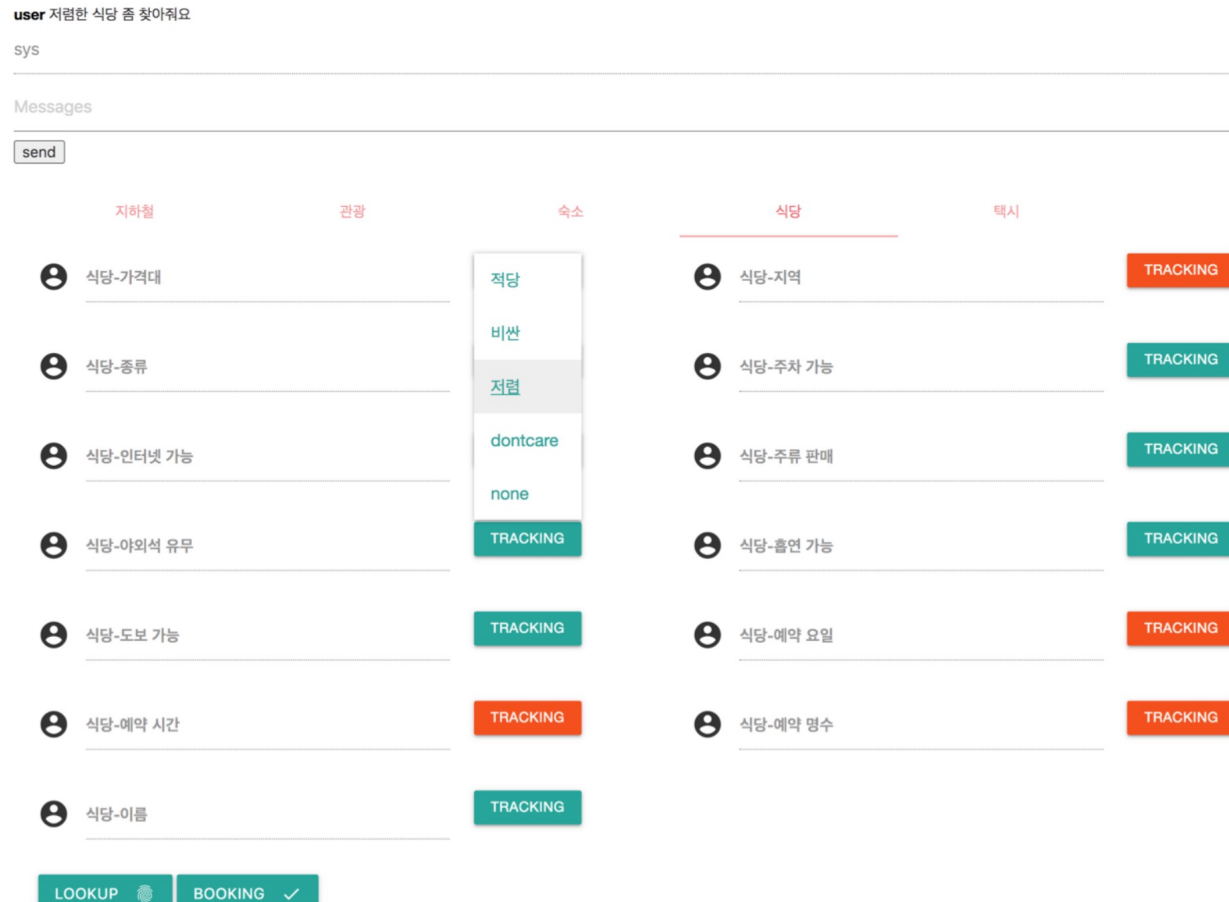 user 저렴한 식당 좀 찾아줘요
sys
Messages
send
지하철 관광 숙소 식당 택시
식당-가격대
적당
식당-지역
TRACKING
비싼
식당-종류
저렴
식당-주차 가능
TRACKING
dontcare
식당-인터넷 가능
식당-주류 판매
TRACKING
none
식당-야외석 유무
TRACKING
식당-흡연 가능
TRACKING
식당-도보 가능
TRACKING
식당-예약 요일
TRACKING
식당-예약 시간
TRACKING
식당-예약 명수
TRACKING
식당-이름
TRACKING
LOOKUP
BOOKING